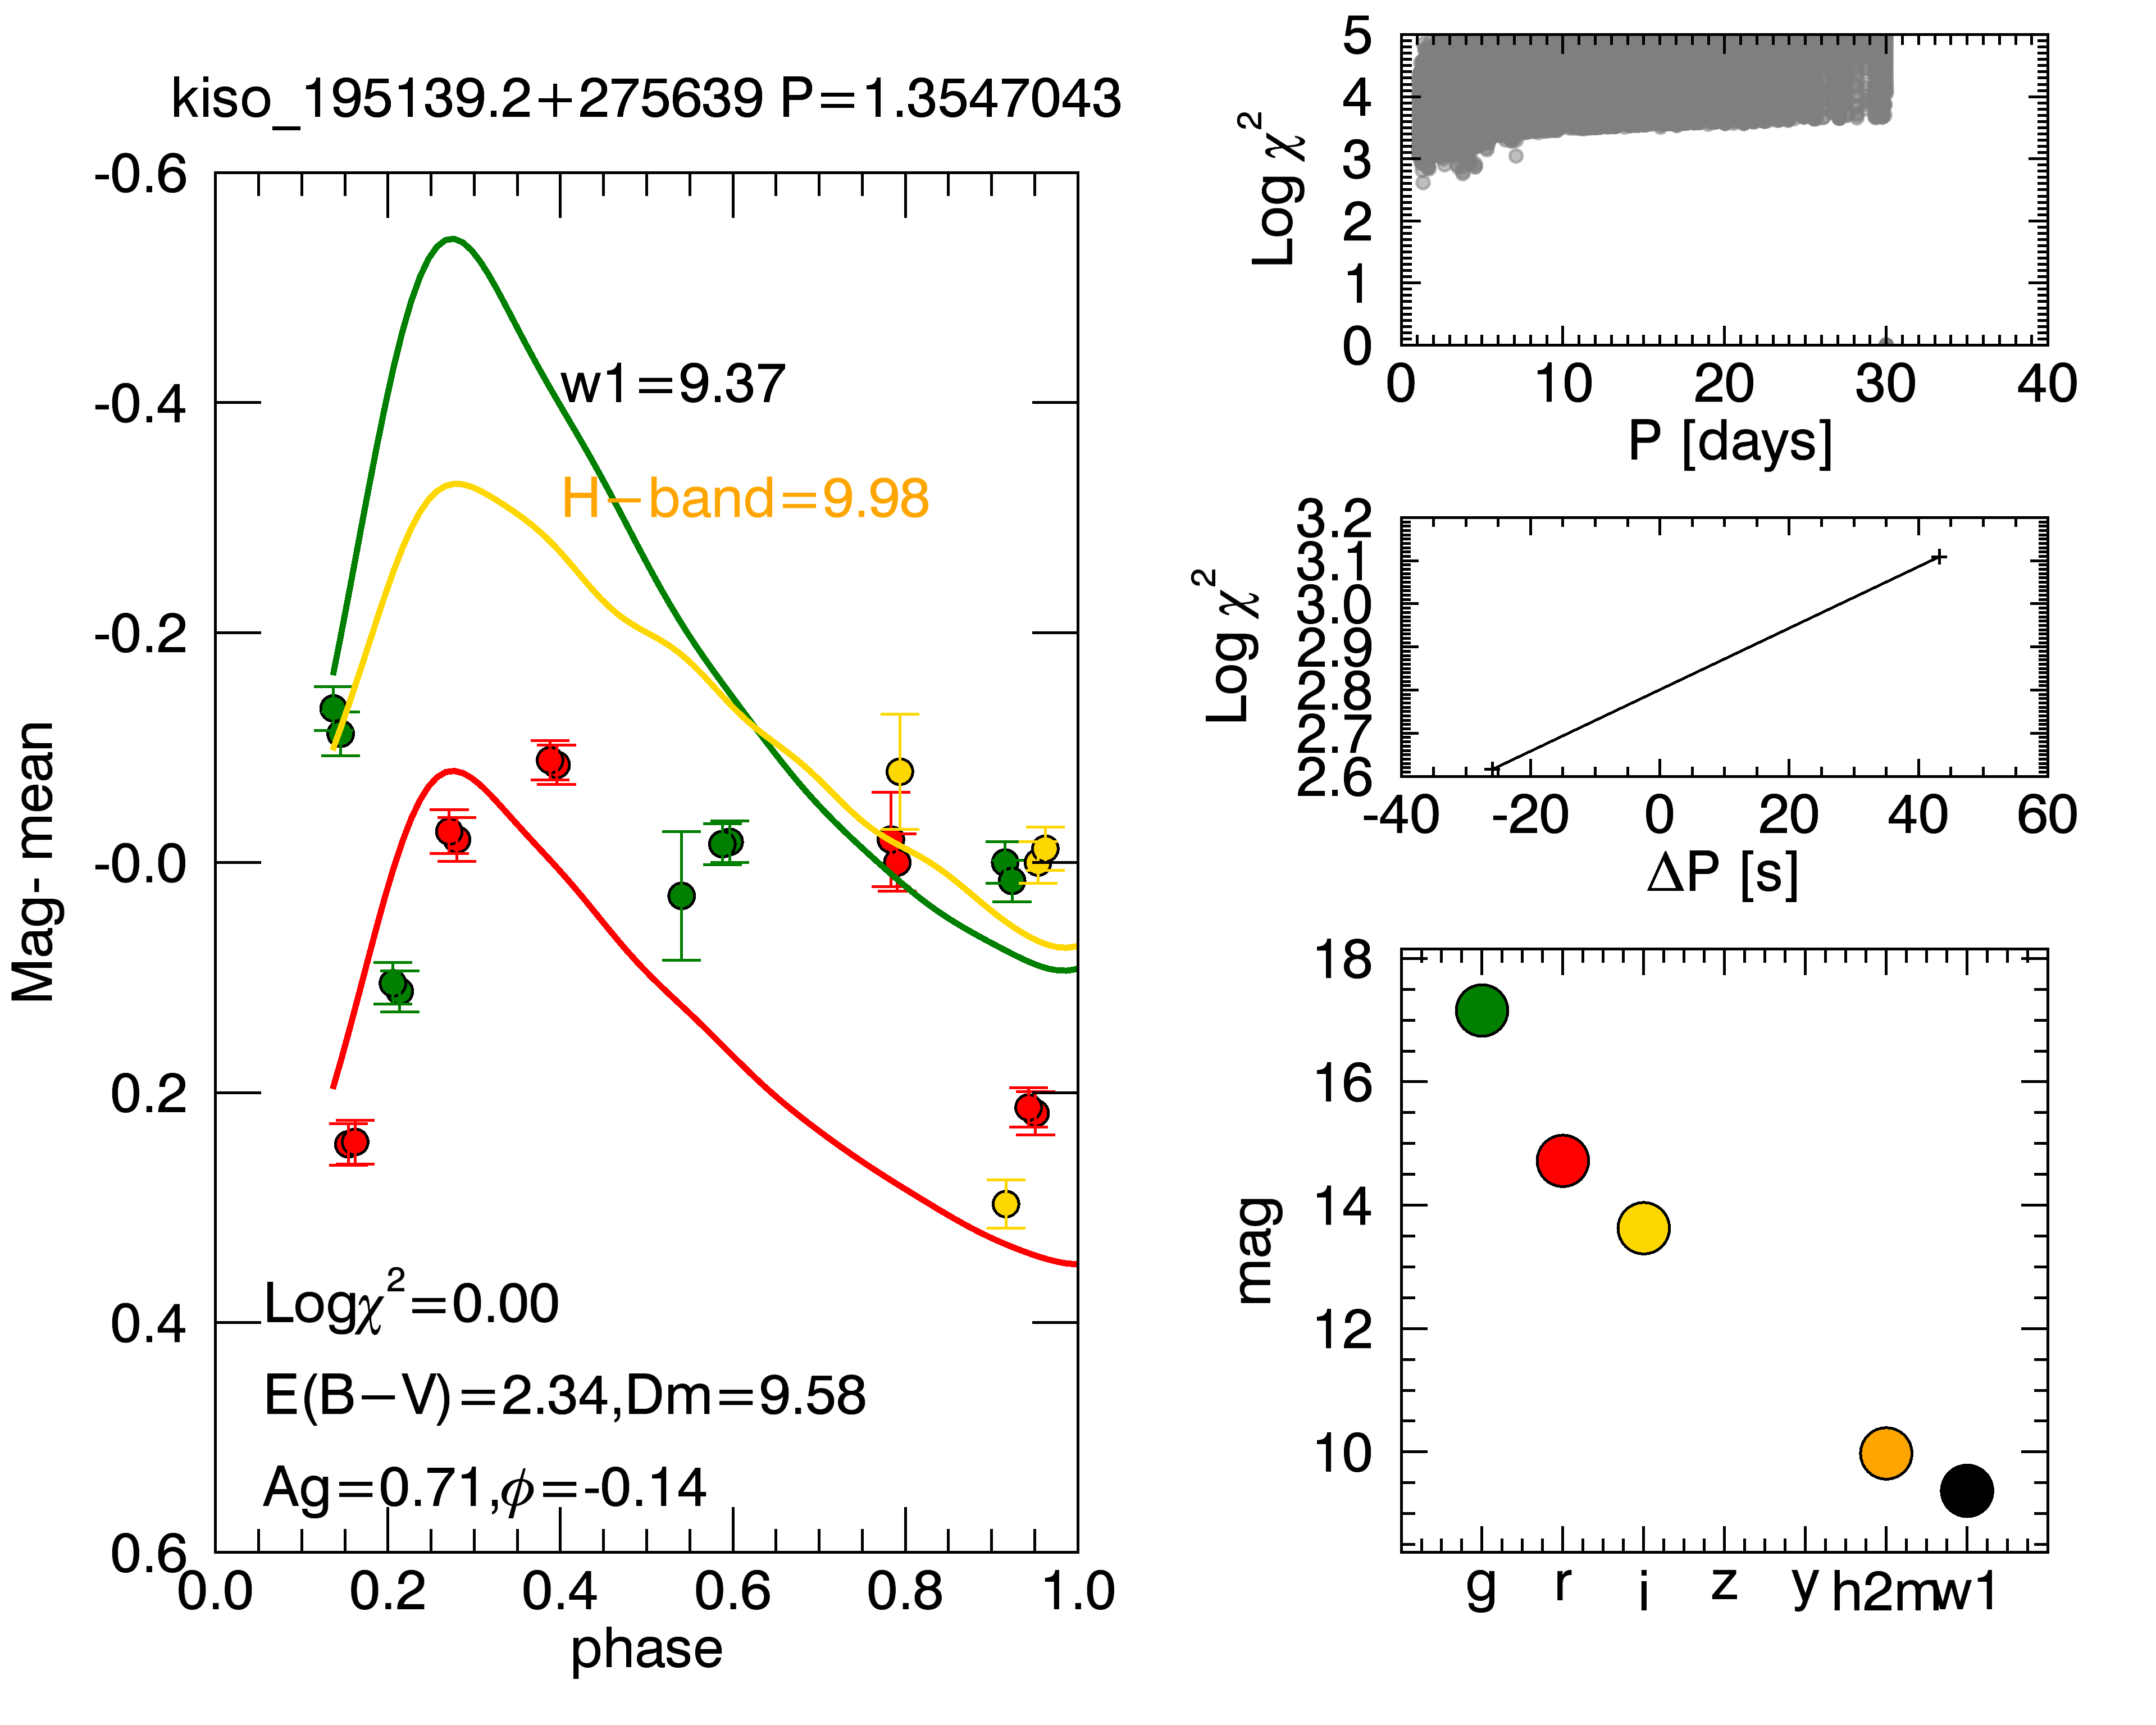 kiso_195139.2+275639 P=1.3547043
-0.6
-0.4
-0.2
-0.0
0.2
0.4
0.6
Mag- mean
w1=9.37
H−band=9.98
Logχ²=0.00
E(B−V)=2.34,Dm=9.58
Ag=0.71,ϕ=-0.14
0.0 0.2 0.4 0.6 0.8 1.0
phase
5
4
3
2
1
0
Log χ²
0 10 20 30 40
P [days]
3.2
3.1
3.0
2.9
2.8
2.7
2.6
Log χ²
-40 -20 0 20 40 60
ΔP [s]
18
16
14
12
10
mag
g r i z y h2m w1